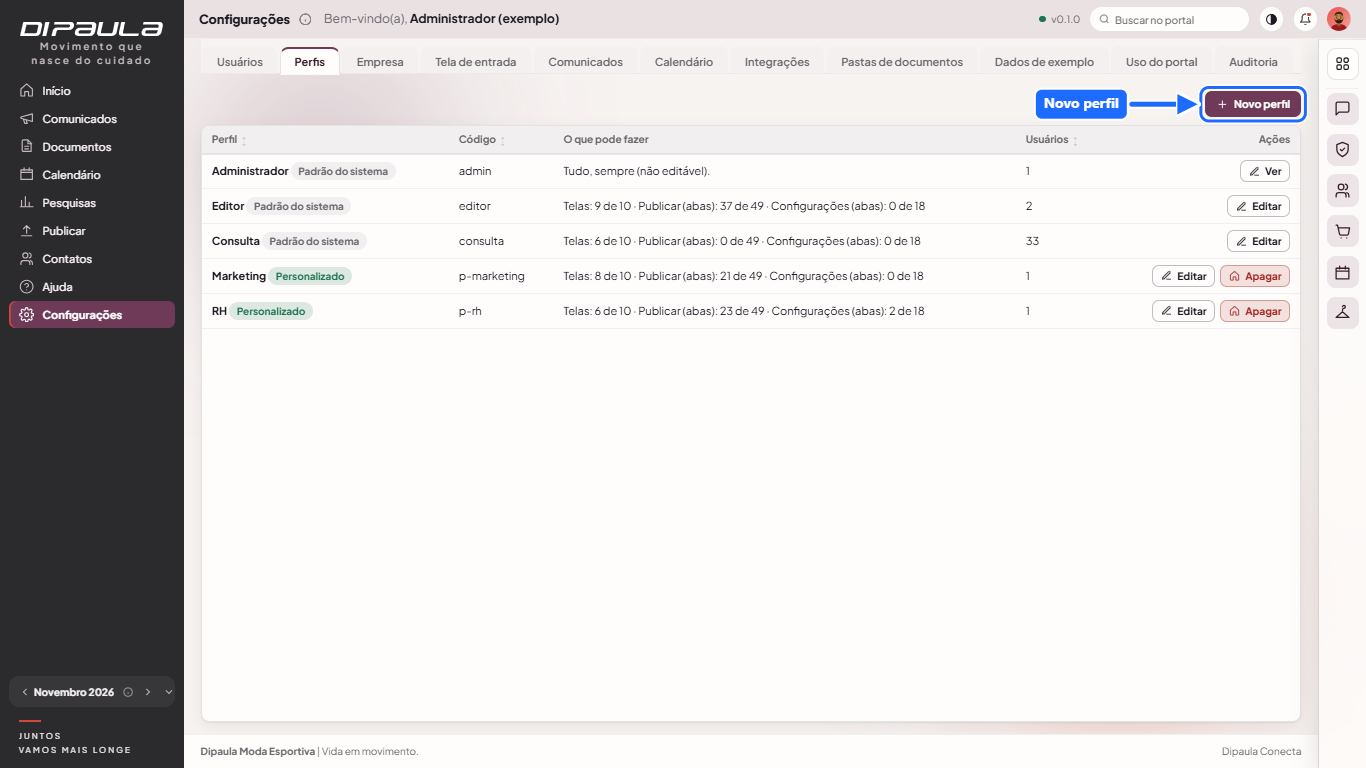 DIPAULA
Movimento que
nasce do cuidado
Início
Comunicados
Documentos
Calendário
Pesquisas
Publicar
Contatos
Ajuda
Configurações
Novembro 2026
JUNTOS
VAMOS MAIS LONGE
Configurações Bem-vindo(a), Administrador (exemplo)
v0.1.0 Buscar no portal
Usuários Perfis Empresa Tela de entrada Comunicados Calendário Integrações Pastas de documentos Dados de exemplo Uso do portal Auditoria
Novo perfil + Novo perfil
Perfil Código O que pode fazer Usuários Ações
Administrador Padrão do sistema admin Tudo, sempre (não editável). 1 Ver
Editor Padrão do sistema editor Telas: 9 de 10 · Publicar (abas): 37 de 49 · Configurações (abas): 0 de 18 2 Editar
Consulta Padrão do sistema consulta Telas: 6 de 10 · Publicar (abas): 0 de 49 · Configurações (abas): 0 de 18 33 Editar
Marketing Personalizado p-marketing Telas: 8 de 10 · Publicar (abas): 21 de 49 · Configurações (abas): 0 de 18 1 Editar Apagar
RH Personalizado p-rh Telas: 6 de 10 · Publicar (abas): 23 de 49 · Configurações (abas): 2 de 18 1 Editar Apagar
Dipaula Moda Esportiva | Vida em movimento.
Dipaula Conecta